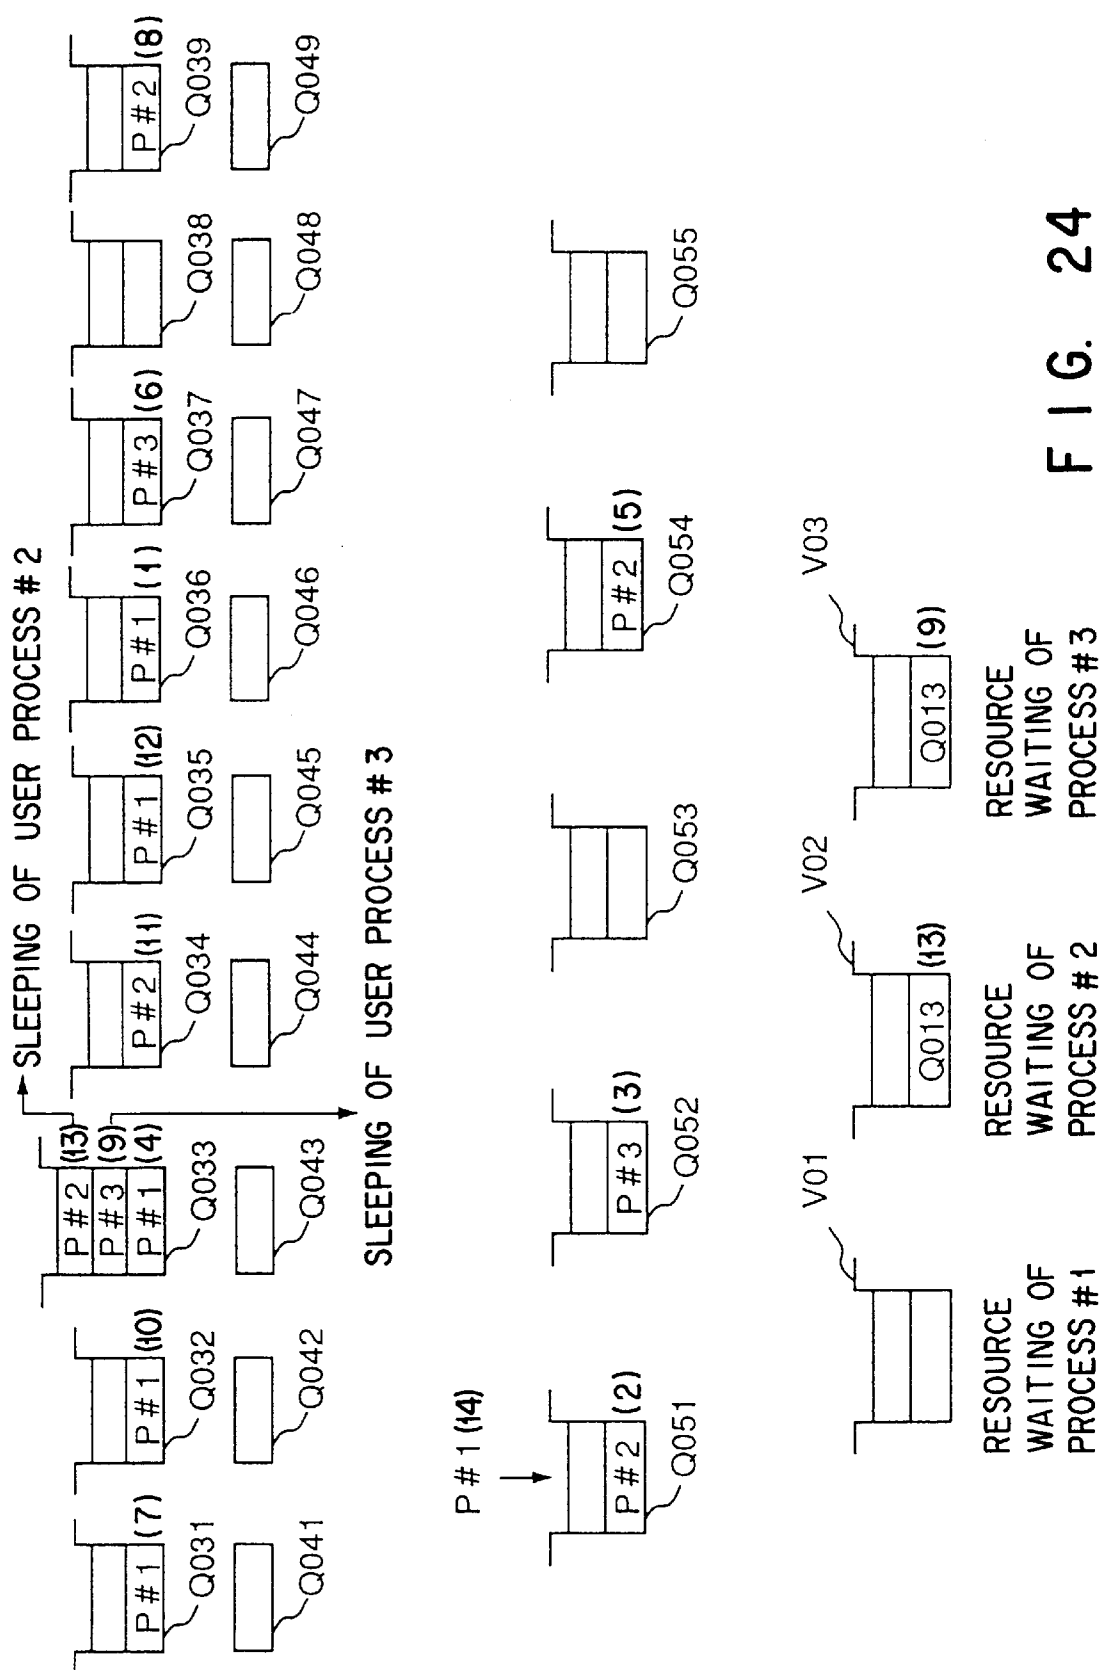 SLEEPING OF USER PROCESS #2
P#1 (7)
Q031
P#1 (10)
Q032
P#2 (13)
P#3 (9)
P#1 (4)
Q033
P#2 (11)
Q034
P#1 (12)
Q035
P#1 (1)
Q036
P#3 (6)
Q037
Q038
P#2 (8)
Q039
Q041
Q042
Q043
Q044
Q045
Q046
Q047
Q048
Q049
SLEEPING OF USER PROCESS #3
P#1 (14)
P#2 (2)
Q051
P#3 (3)
Q052
Q053
P#2 (5)
Q054
Q055
V01
RESOURCE
WAITING OF
PROCESS #1
V02
Q013 (13)
RESOURCE
WAITING OF
PROCESS #2
V03
Q013 (9)
RESOURCE
WAITING OF
PROCESS #3
FIG. 24